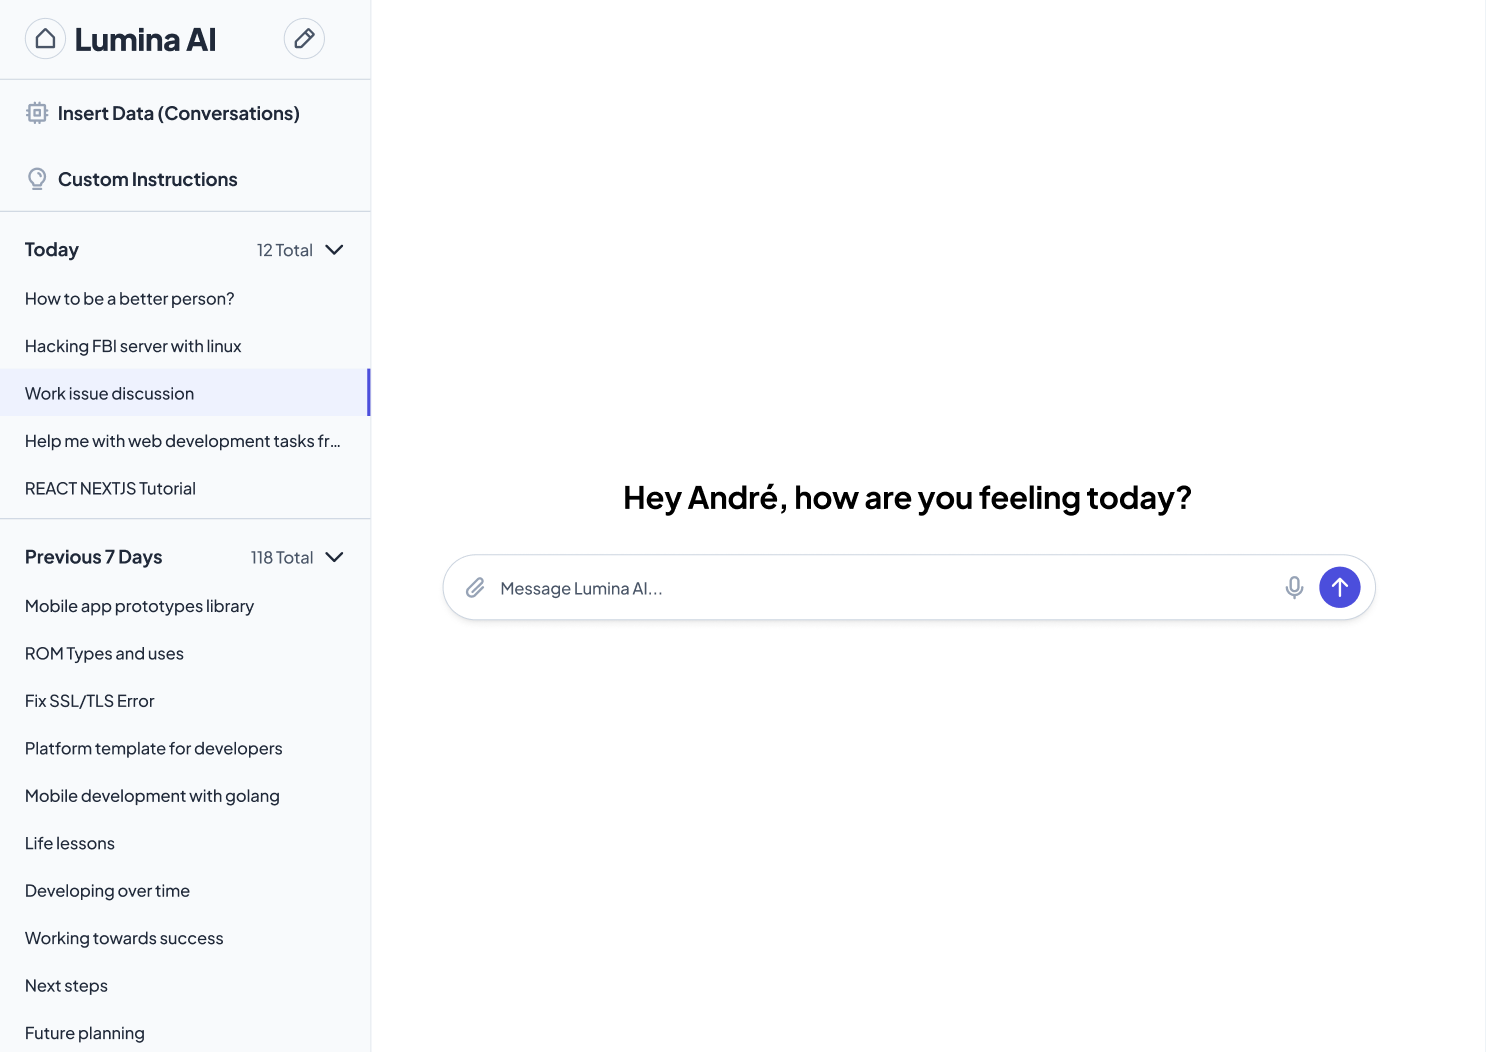 Lumina AI
Insert Data (Conversations)
Custom Instructions
Today 12 Total
How to be a better person?
Hacking FBI server with linux
Work issue discussion
Help me with web development tasks fr...
REACT NEXTJS Tutorial
Previous 7 Days 118 Total
Mobile app prototypes library
ROM Types and uses
Fix SSL/TLS Error
Platform template for developers
Mobile development with golang
Life lessons
Developing over time
Working towards success
Next steps
Future planning
Hey André, how are you feeling today?
Message Lumina AI...